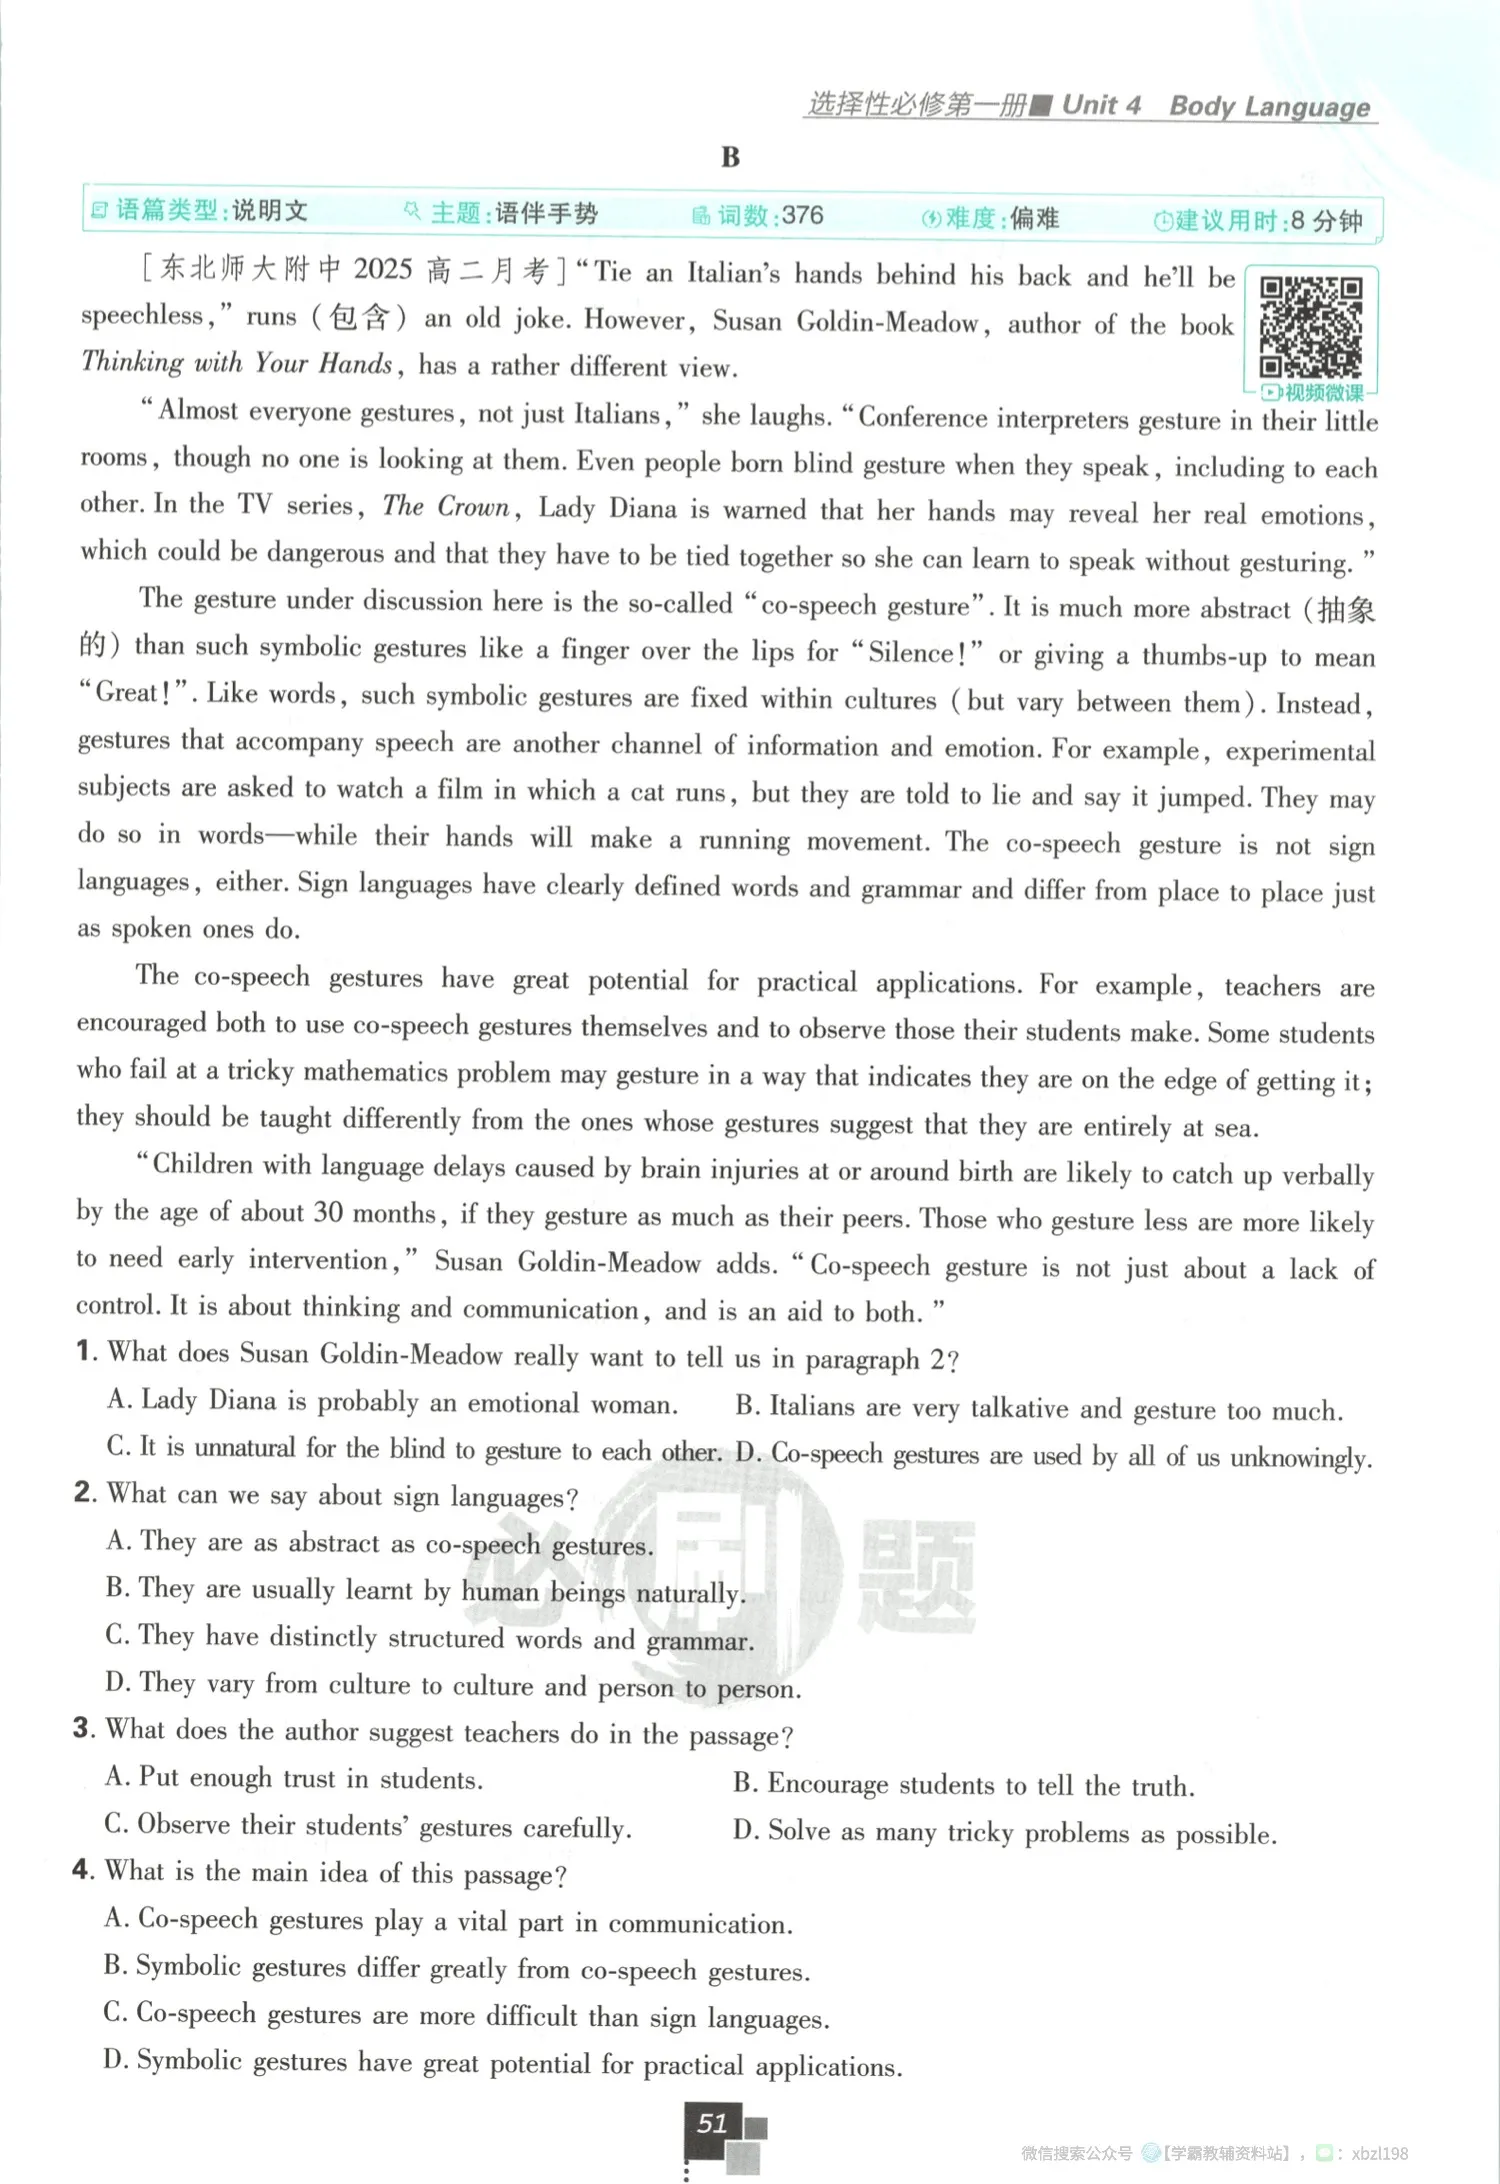 选择性必修第一册■ Unit 4 Body Language
B
语篇类型:说明文 主题:语伴手势 词数:376 难度:偏难 建议用时:8 分钟
［东北师大附中 2025 高二月考］“Tie an Italian’s hands behind his back and he’ll be
speechless,” runs (包含) an old joke. However, Susan Goldin-Meadow, author of the book
Thinking with Your Hands, has a rather different view.
视频微课
“Almost everyone gestures, not just Italians,” she laughs. “Conference interpreters gesture in their little
rooms, though no one is looking at them. Even people born blind gesture when they speak, including to each
other. In the TV series, The Crown, Lady Diana is warned that her hands may reveal her real emotions,
which could be dangerous and that they have to be tied together so she can learn to speak without gesturing.”
The gesture under discussion here is the so-called “co-speech gesture”. It is much more abstract (抽象
的) than such symbolic gestures like a finger over the lips for “Silence!” or giving a thumbs-up to mean
“Great!”. Like words, such symbolic gestures are fixed within cultures (but vary between them). Instead,
gestures that accompany speech are another channel of information and emotion. For example, experimental
subjects are asked to watch a film in which a cat runs, but they are told to lie and say it jumped. They may
do so in words—while their hands will make a running movement. The co-speech gesture is not sign
languages, either. Sign languages have clearly defined words and grammar and differ from place to place just
as spoken ones do.
The co-speech gestures have great potential for practical applications. For example, teachers are
encouraged both to use co-speech gestures themselves and to observe those their students make. Some students
who fail at a tricky mathematics problem may gesture in a way that indicates they are on the edge of getting it;
they should be taught differently from the ones whose gestures suggest that they are entirely at sea.
“Children with language delays caused by brain injuries at or around birth are likely to catch up verbally
by the age of about 30 months, if they gesture as much as their peers. Those who gesture less are more likely
to need early intervention,” Susan Goldin-Meadow adds. “Co-speech gesture is not just about a lack of
control. It is about thinking and communication, and is an aid to both.”
1. What does Susan Goldin-Meadow really want to tell us in paragraph 2?
A. Lady Diana is probably an emotional woman. B. Italians are very talkative and gesture too much.
C. It is unnatural for the blind to gesture to each other. D. Co-speech gestures are used by all of us unknowingly.
2. What can we say about sign languages?
A. They are as abstract as co-speech gestures.
B. They are usually learnt by human beings naturally.
C. They have distinctly structured words and grammar.
D. They vary from culture to culture and person to person.
必刷题
3. What does the author suggest teachers do in the passage?
A. Put enough trust in students. B. Encourage students to tell the truth.
C. Observe their students’ gestures carefully. D. Solve as many tricky problems as possible.
4. What is the main idea of this passage?
A. Co-speech gestures play a vital part in communication.
B. Symbolic gestures differ greatly from co-speech gestures.
C. Co-speech gestures are more difficult than sign languages.
D. Symbolic gestures have great potential for practical applications.
51
微信搜索公众号【学霸教辅资料站】，：xbzl198